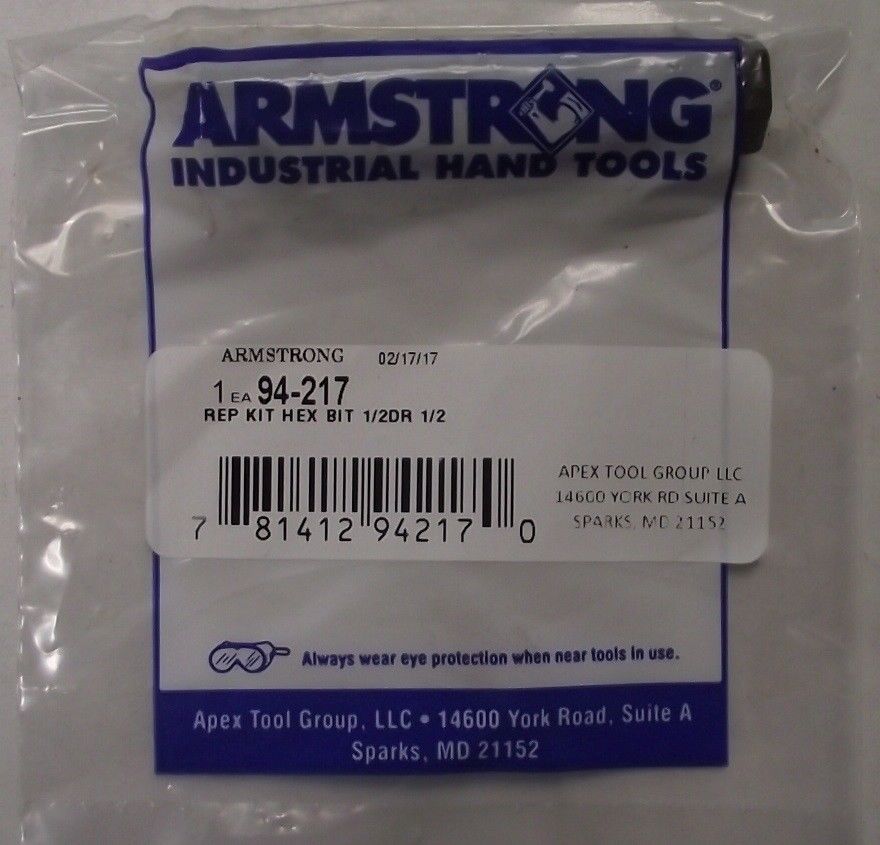 ARMSTRONG®
INDUSTRIAL HAND TOOLS
ARMSTRONG 02/17/17
1 EA 94-217
REP KIT HEX BIT 1/2DR 1/2
7 81412 94217 0
APEX TOOL GROUP LLC
14600 YORK RD SUITE A
SPARKS, MD 21152
Always wear eye protection when near tools in use.
Apex Tool Group, LLC • 14600 York Road, Suite A
Sparks, MD 21152